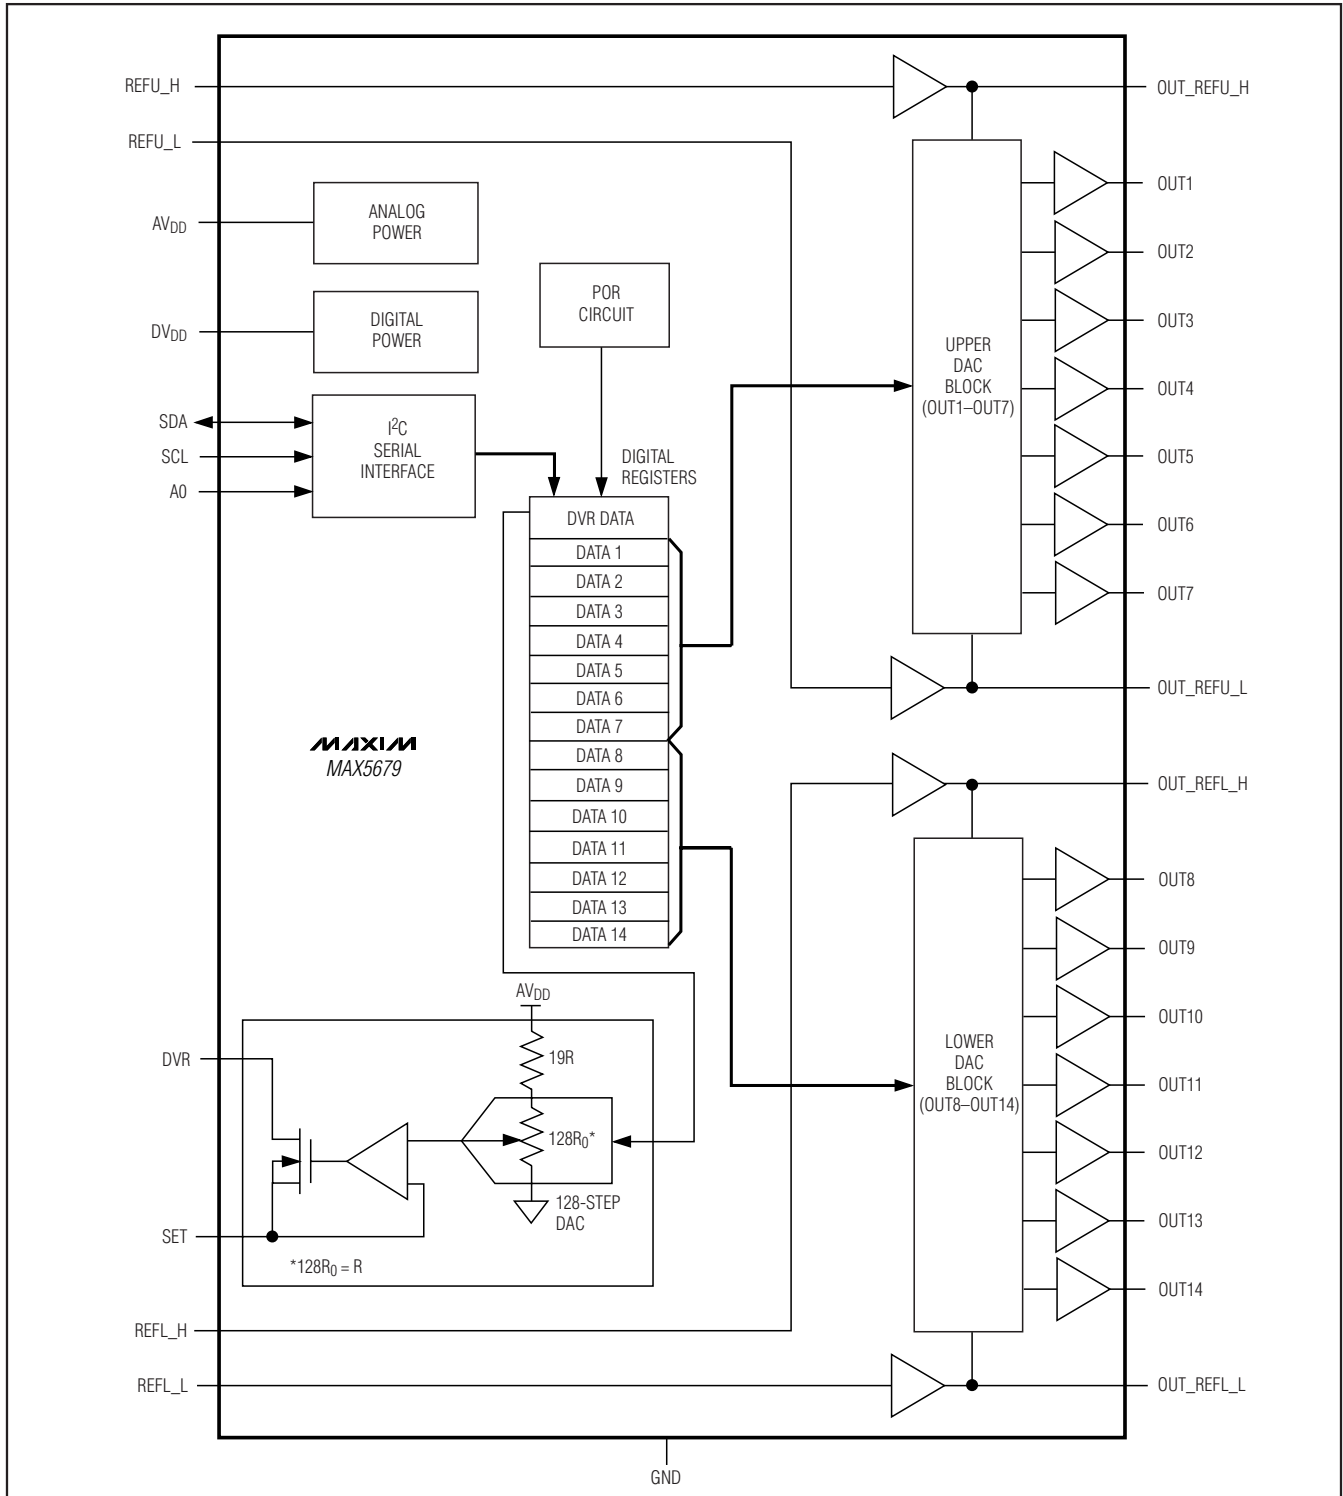 REFU_H
OUT_REFU_H
REFU_L
OUT1
ANALOG
POWER
AVDD
OUT2
POR
CIRCUIT
DIGITAL
POWER
DVDD
OUT3
UPPER
DAC
BLOCK
(OUT1–OUT7)
OUT4
SDA
SCL
A0
I2C
SERIAL
INTERFACE
DIGITAL
REGISTERS
OUT5
OUT6
OUT7
DVR DATA
DATA 1
DATA 2
DATA 3
DATA 4
DATA 5
DATA 6
DATA 7
DATA 8
DATA 9
DATA 10
DATA 11
DATA 12
DATA 13
DATA 14
OUT_REFU_L
MAXIM
MAX5679
OUT_REFL_H
OUT8
OUT9
OUT10
LOWER
DAC
BLOCK
(OUT8–OUT14)
OUT11
OUT12
OUT13
OUT14
AVDD
19R
128R0*
128-STEP
DAC
DVR
SET
*128R0 = R
REFL_H
REFL_L
OUT_REFL_L
GND